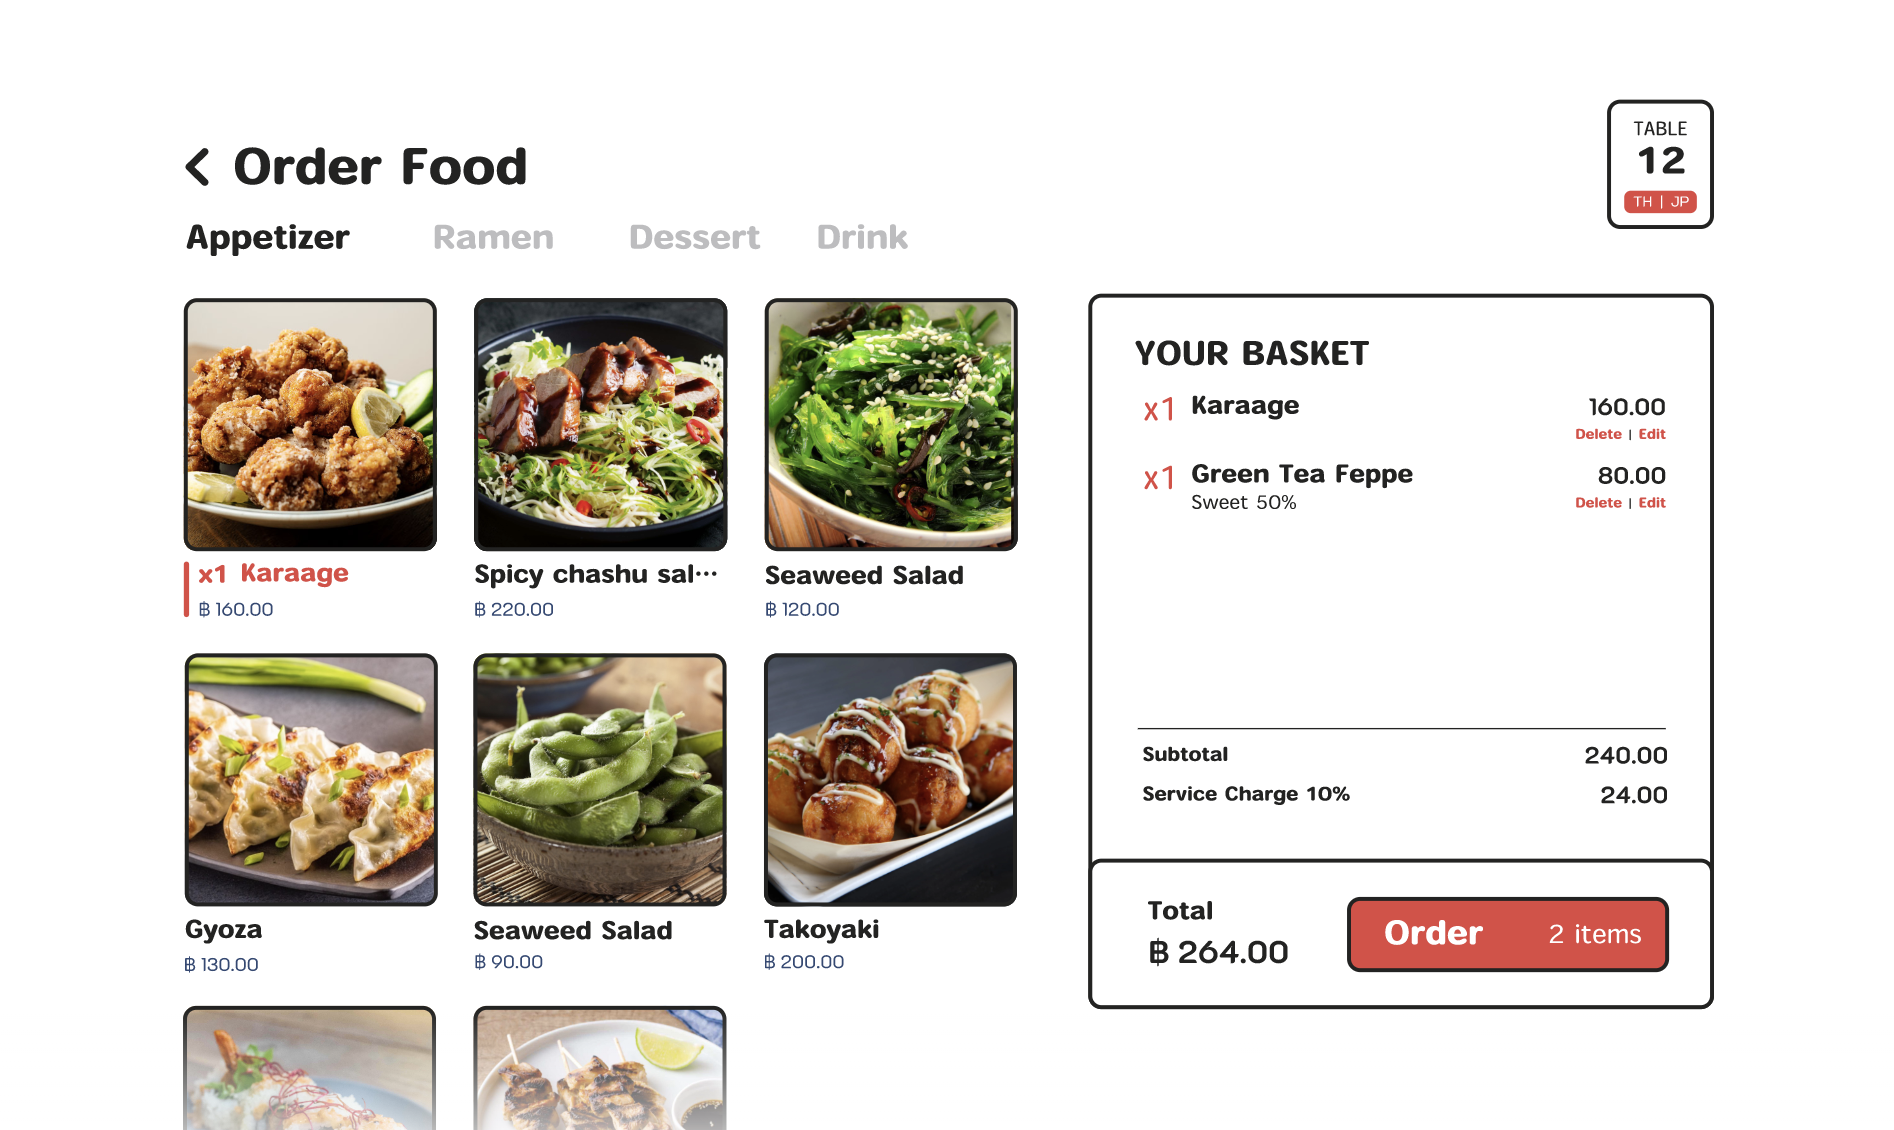 Order Food
TABLE
12
TH | JP
Appetizer Ramen Dessert Drink
x1 Karaage
฿ 160.00
Spicy chashu sal···
฿ 220.00
Seaweed Salad
฿ 120.00
Gyoza
฿ 130.00
Seaweed Salad
฿ 90.00
Takoyaki
฿ 200.00
YOUR BASKET
x1 Karaage 160.00
Delete | Edit
x1 Green Tea Feppe 80.00
Sweet 50% Delete | Edit
Subtotal 240.00
Service Charge 10% 24.00
Total
฿ 264.00
Order 2 items